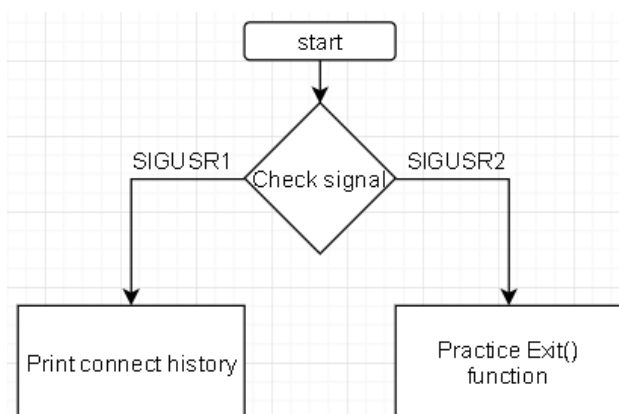 start
SIGUSR1
Check signal
SIGUSR2
Print connect history
Practice Exit()
function